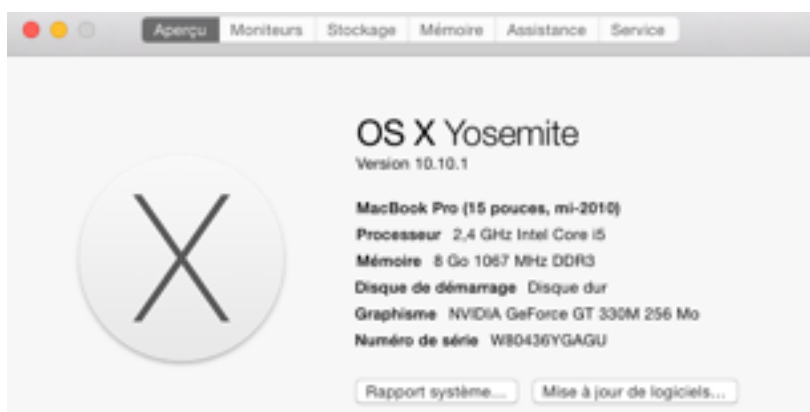 Aperçu Moniteurs Stockage Mémoire Assistance Service
OS X Yosemite
Version 10.10.1
MacBook Pro (15 pouces, mi-2010)
Processeur 2,4 GHz Intel Core i5
Mémoire 8 Go 1067 MHz DDR3
Disque de démarrage Disque dur
Graphisme NVIDIA GeForce GT 330M 256 Mo
Numéro de série W80436YGAGU
Rapport système... Mise à jour de logiciels...